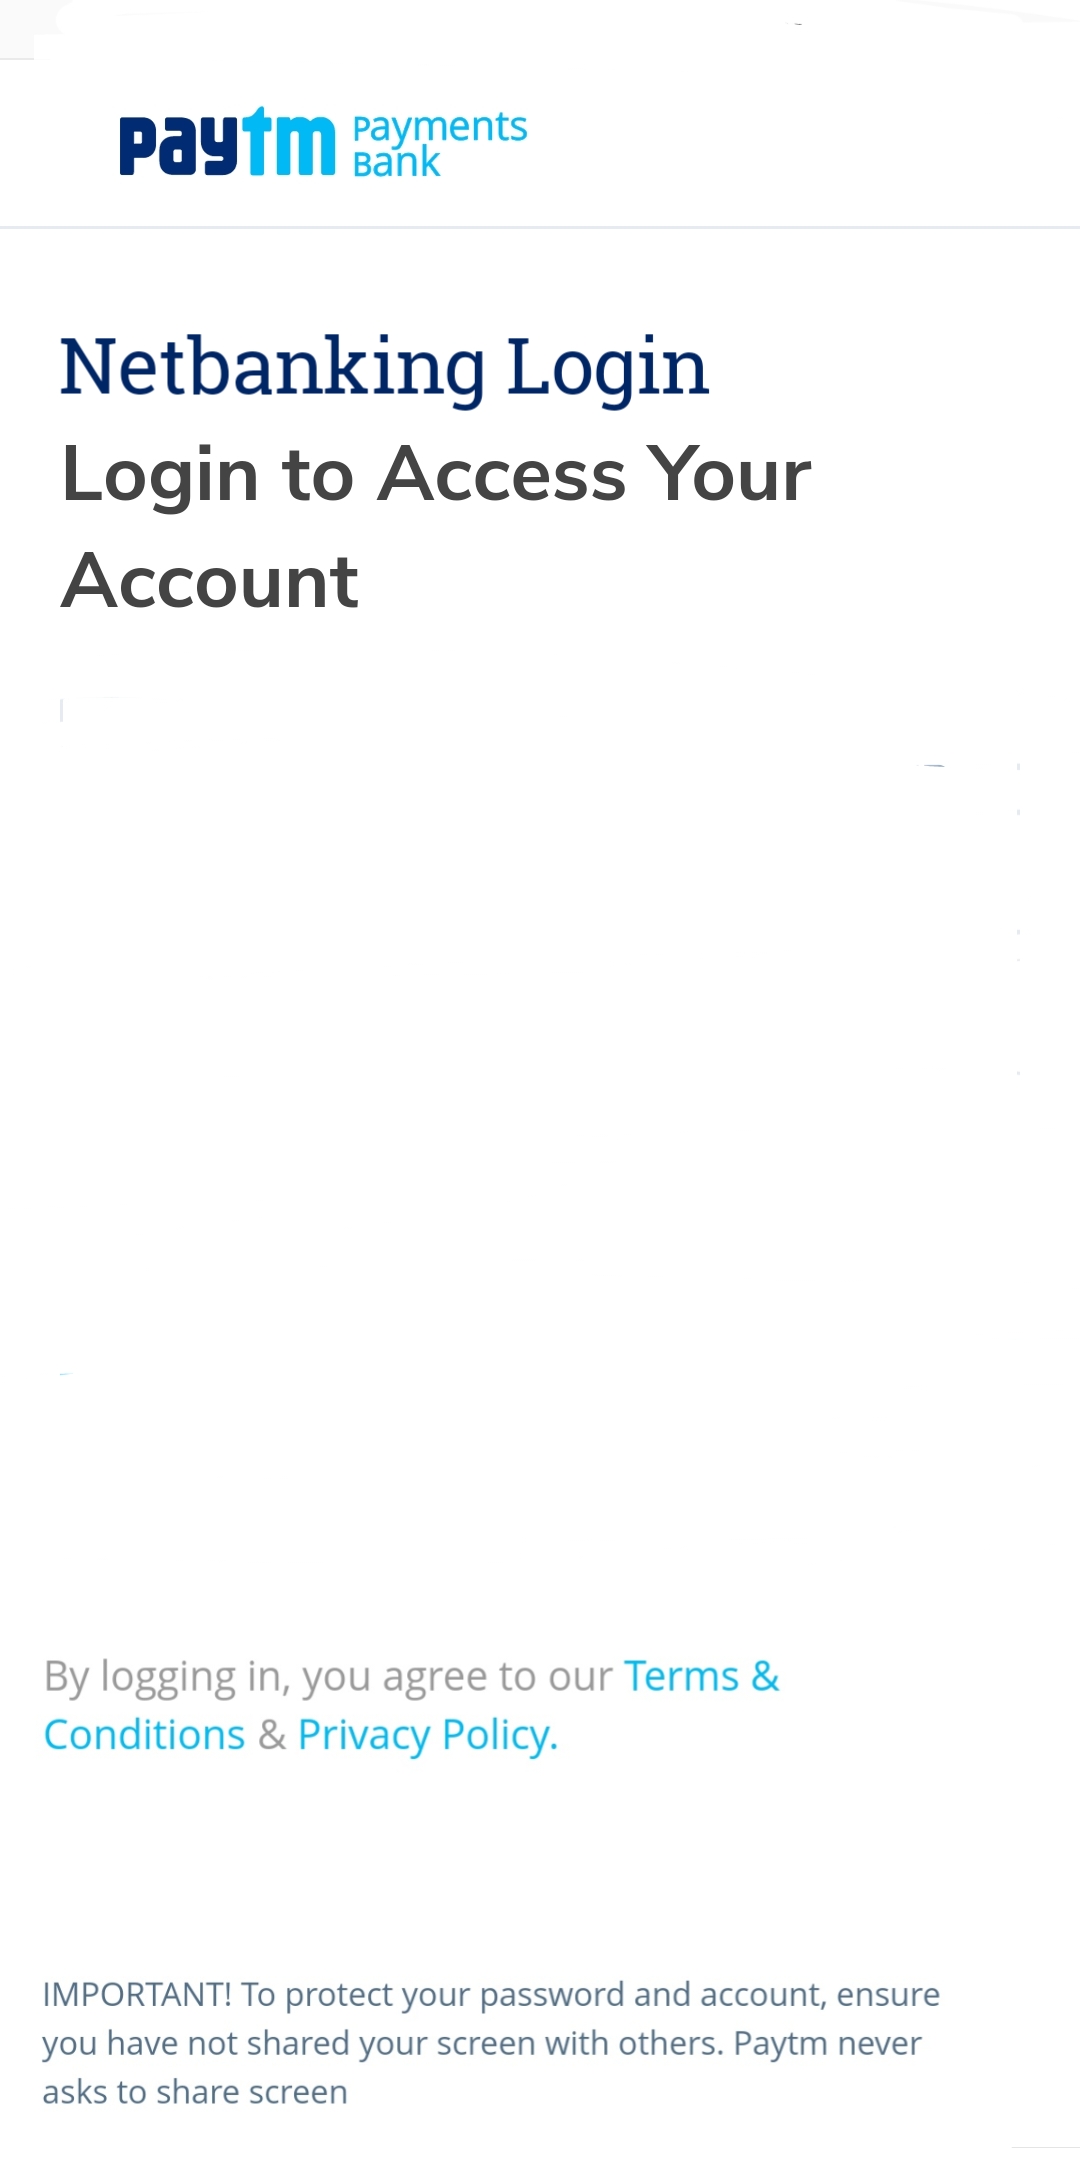 paytm Payments
Bank
Netbanking Login
Login to Access Your
Account
By logging in, you agree to our Terms &
Conditions & Privacy Policy.
IMPORTANT! To protect your password and account, ensure
you have not shared your screen with others. Paytm never
asks to share screen